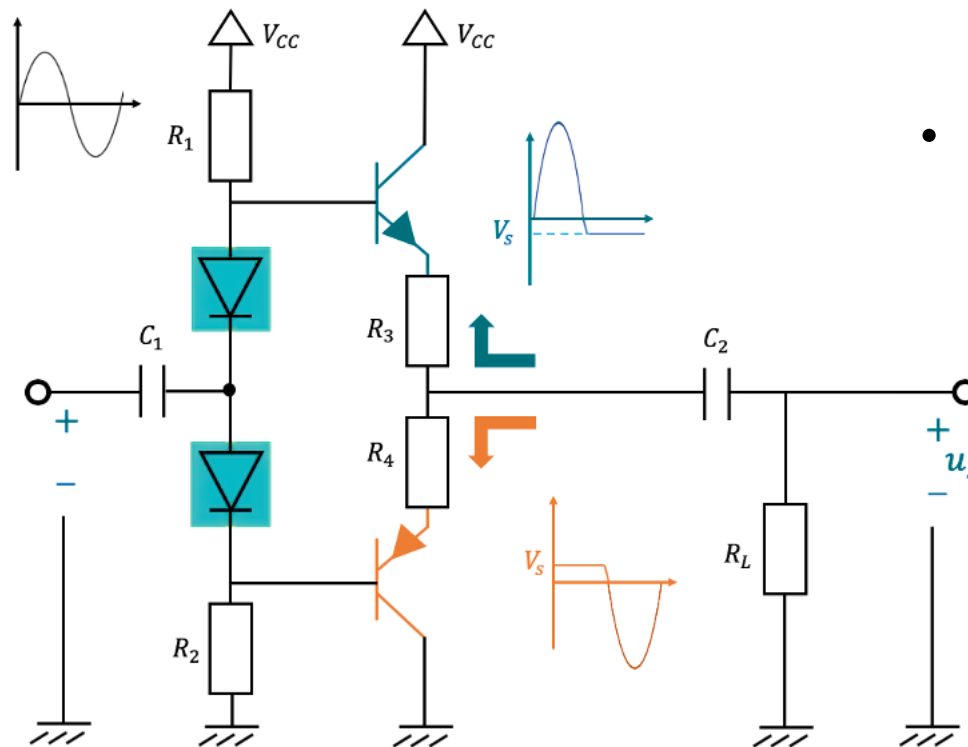 V_CC
V_CC
R_1
V_s
R_3
C_1
C_2
+
+
R_4
u
−
−
V_s
R_L
R_2